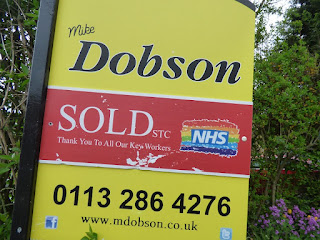 Mike
Dobson
SOLD STC
Thank You To All Our Key Workers
NHS
0113 286 4276
www.mdobson.co.uk
f